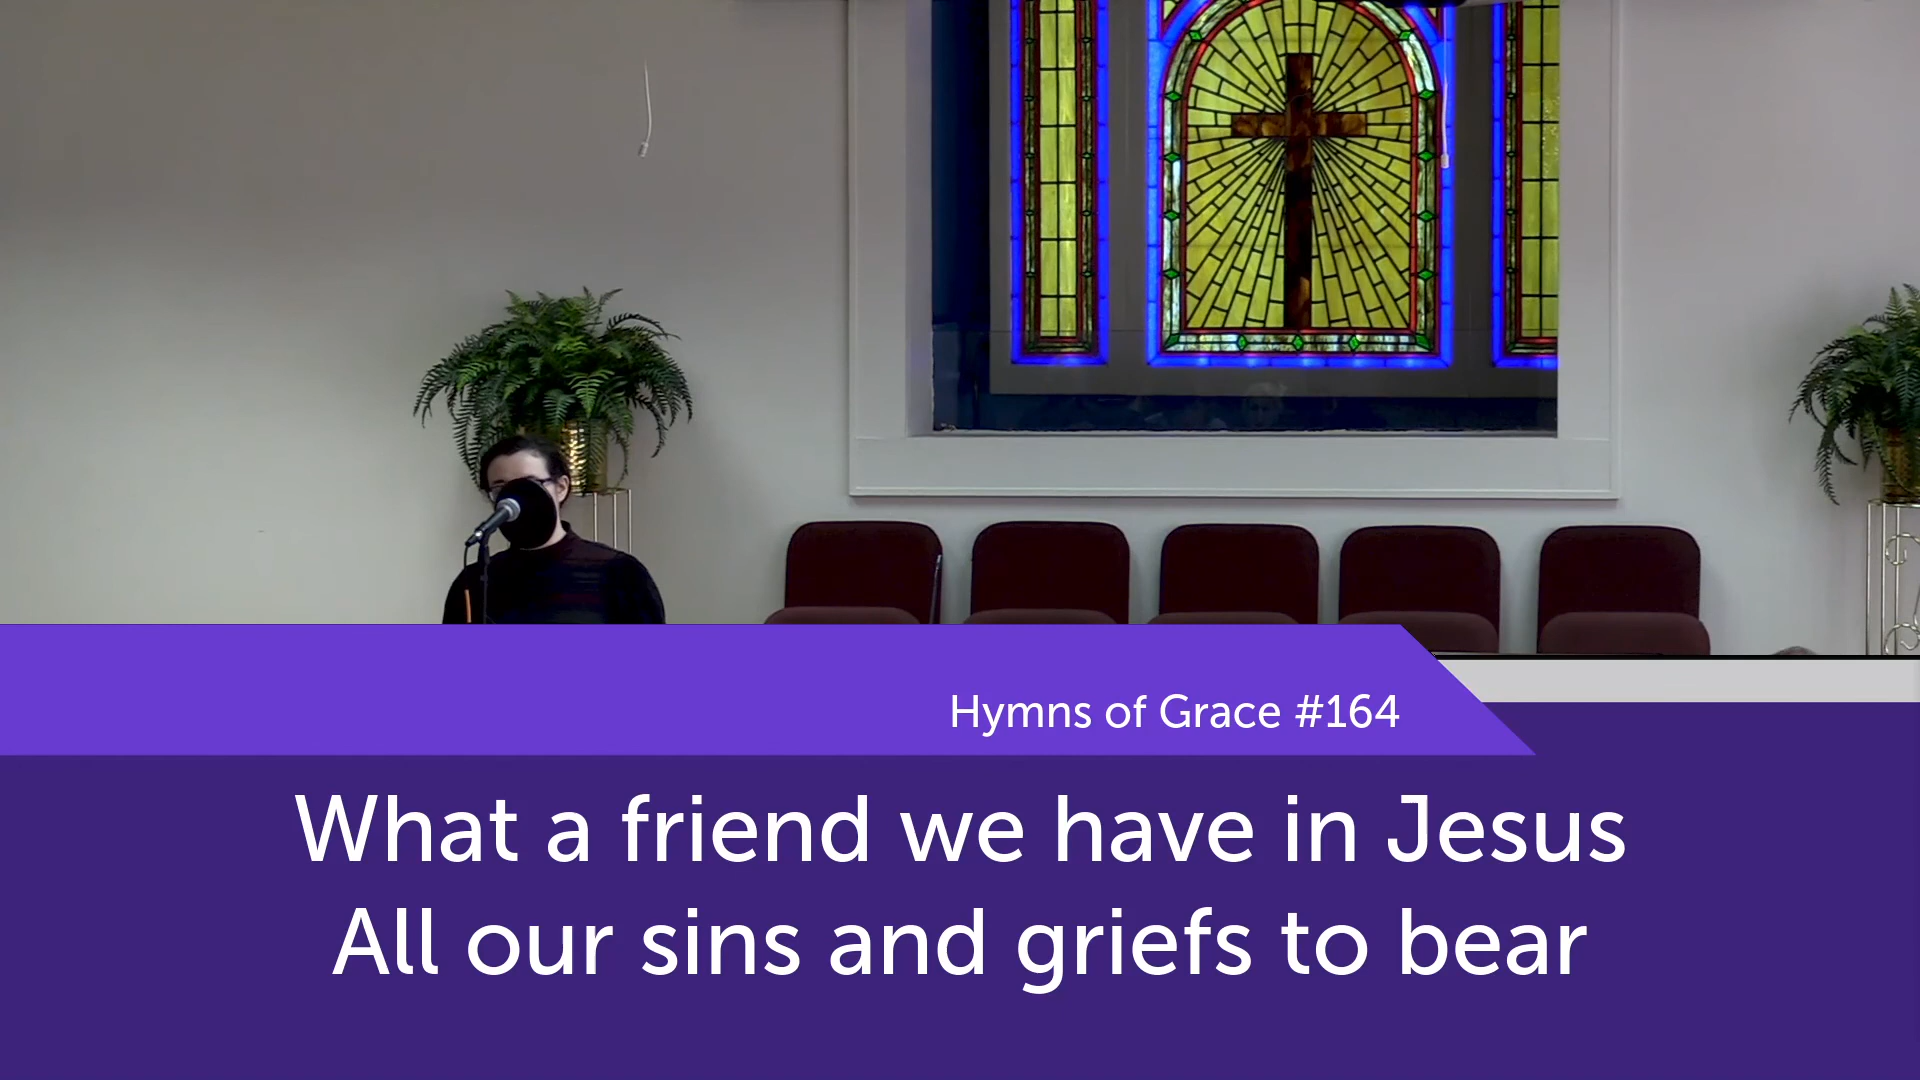 Hymns of Grace #164
What a friend we have in Jesus
All our sins and griefs to bear